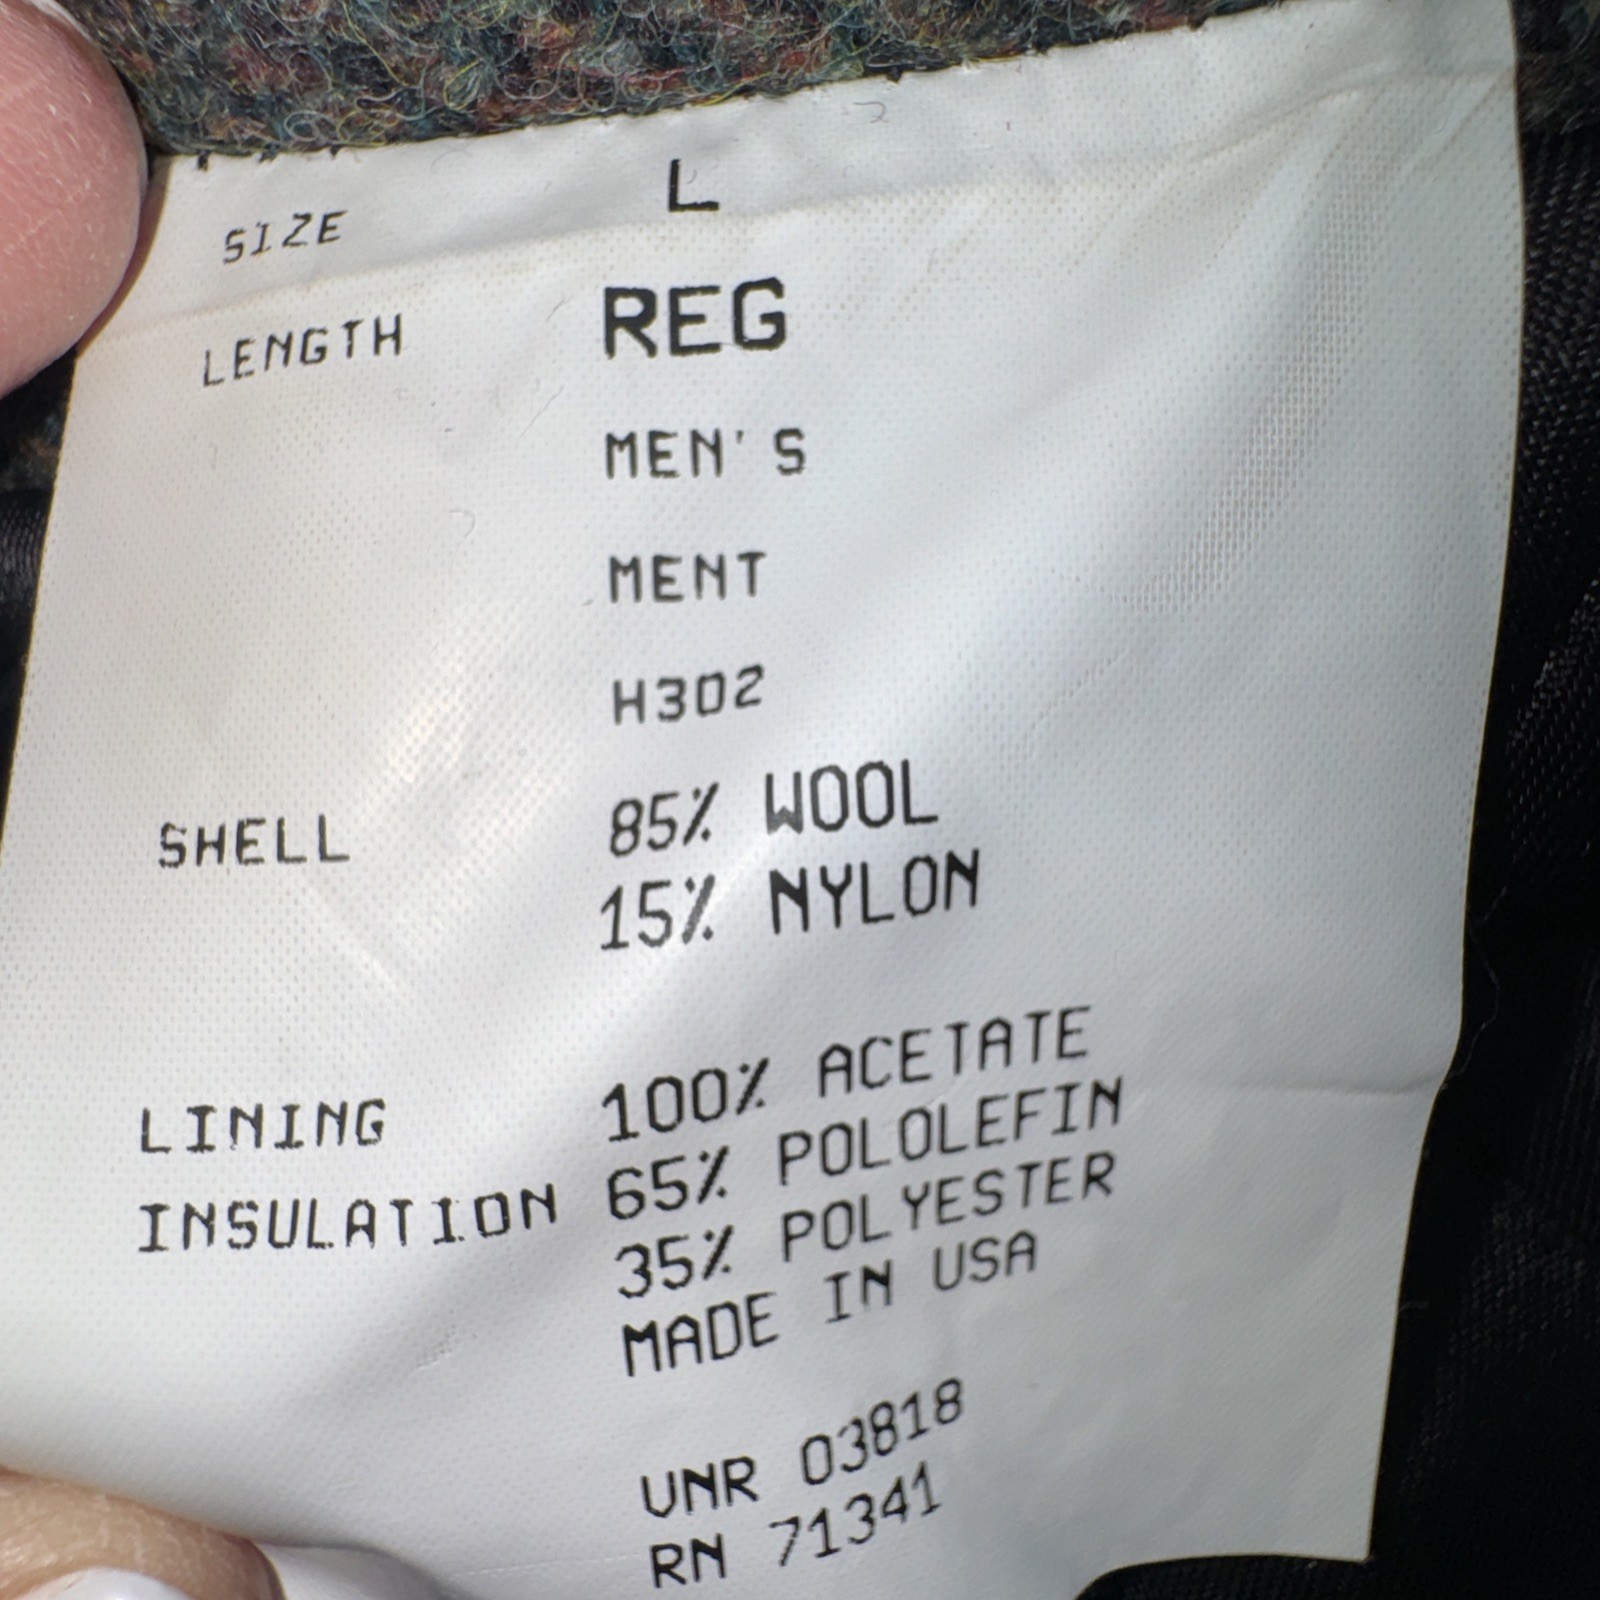 SIZE L
LENGTH REG
MEN'S
MENT
H302
SHELL 85% WOOL
15% NYLON
LINING 100% ACETATE
INSULATION 65% POLOLEFIN
35% POLYESTER
MADE IN USA
VNR 03818
RN 71341